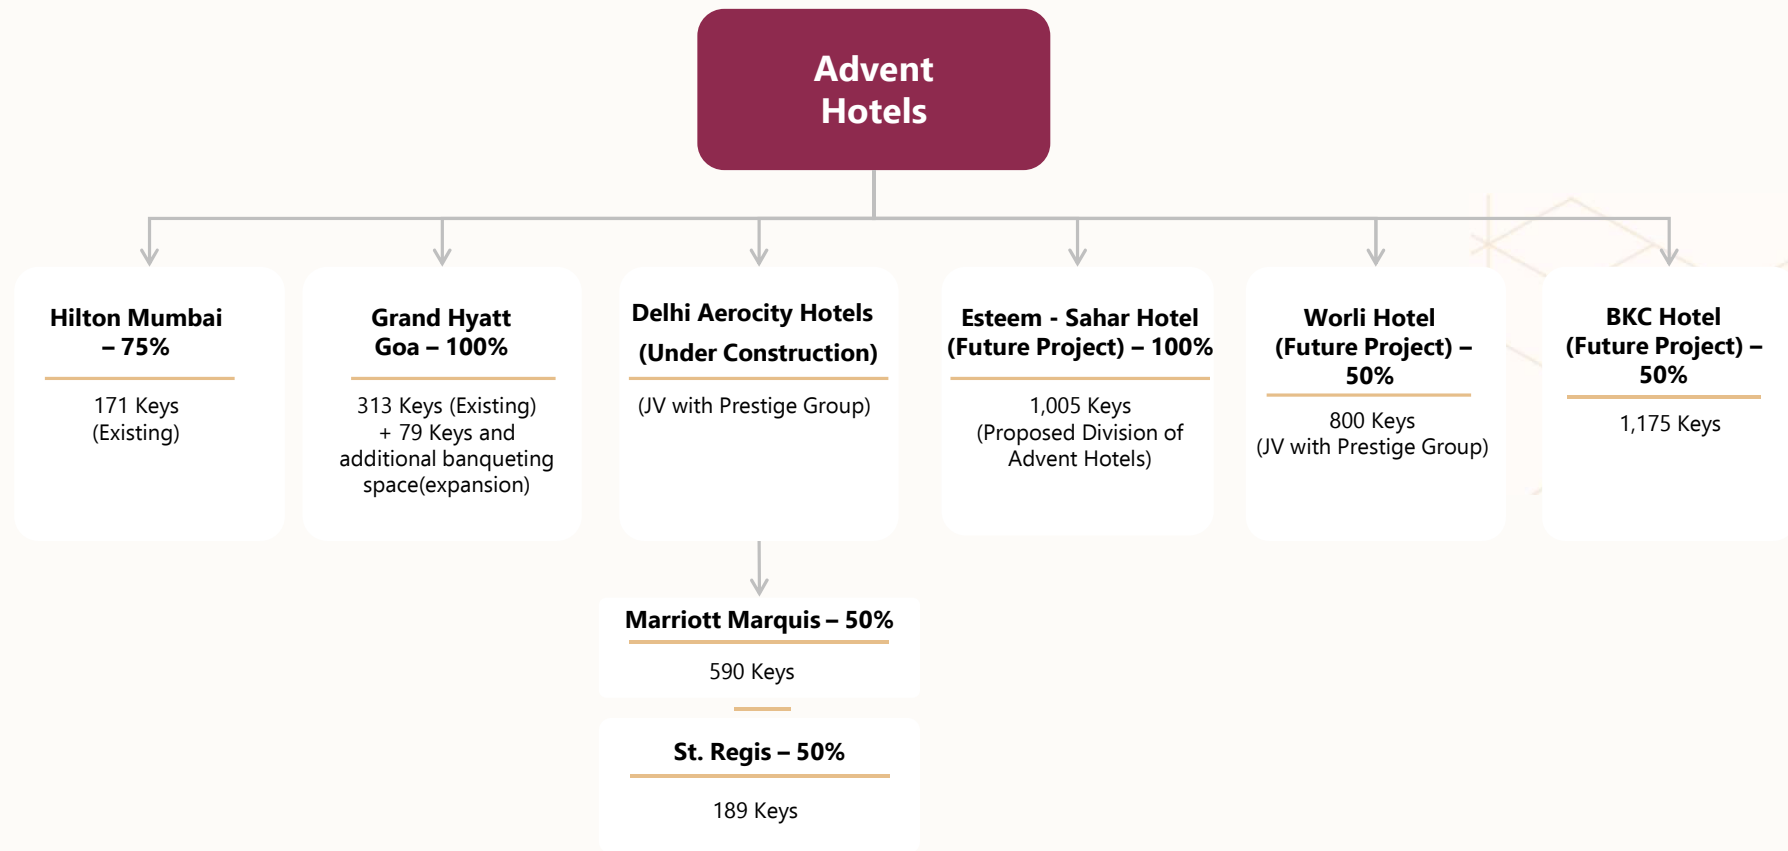 Advent
Hotels
Hilton Mumbai
– 75%
171 Keys
(Existing)
Grand Hyatt
Goa – 100%
313 Keys (Existing)
+ 79 Keys and
additional banqueting
space(expansion)
Delhi Aerocity Hotels
(Under Construction)
(JV with Prestige Group)
Marriott Marquis – 50%
590 Keys
St. Regis – 50%
189 Keys
Esteem - Sahar Hotel
(Future Project) – 100%
1,005 Keys
(Proposed Division of
Advent Hotels)
Worli Hotel
(Future Project) –
50%
800 Keys
(JV with Prestige Group)
BKC Hotel
(Future Project) –
50%
1,175 Keys